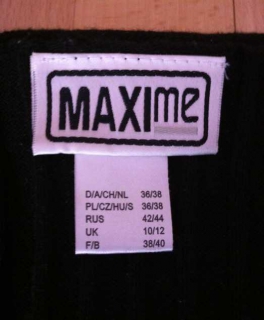 MAXIme
D/A/CH/NL 36/38
PL/CZ/HU/S 36/38
RUS 42/44
UK 10/12
F/B 38/40